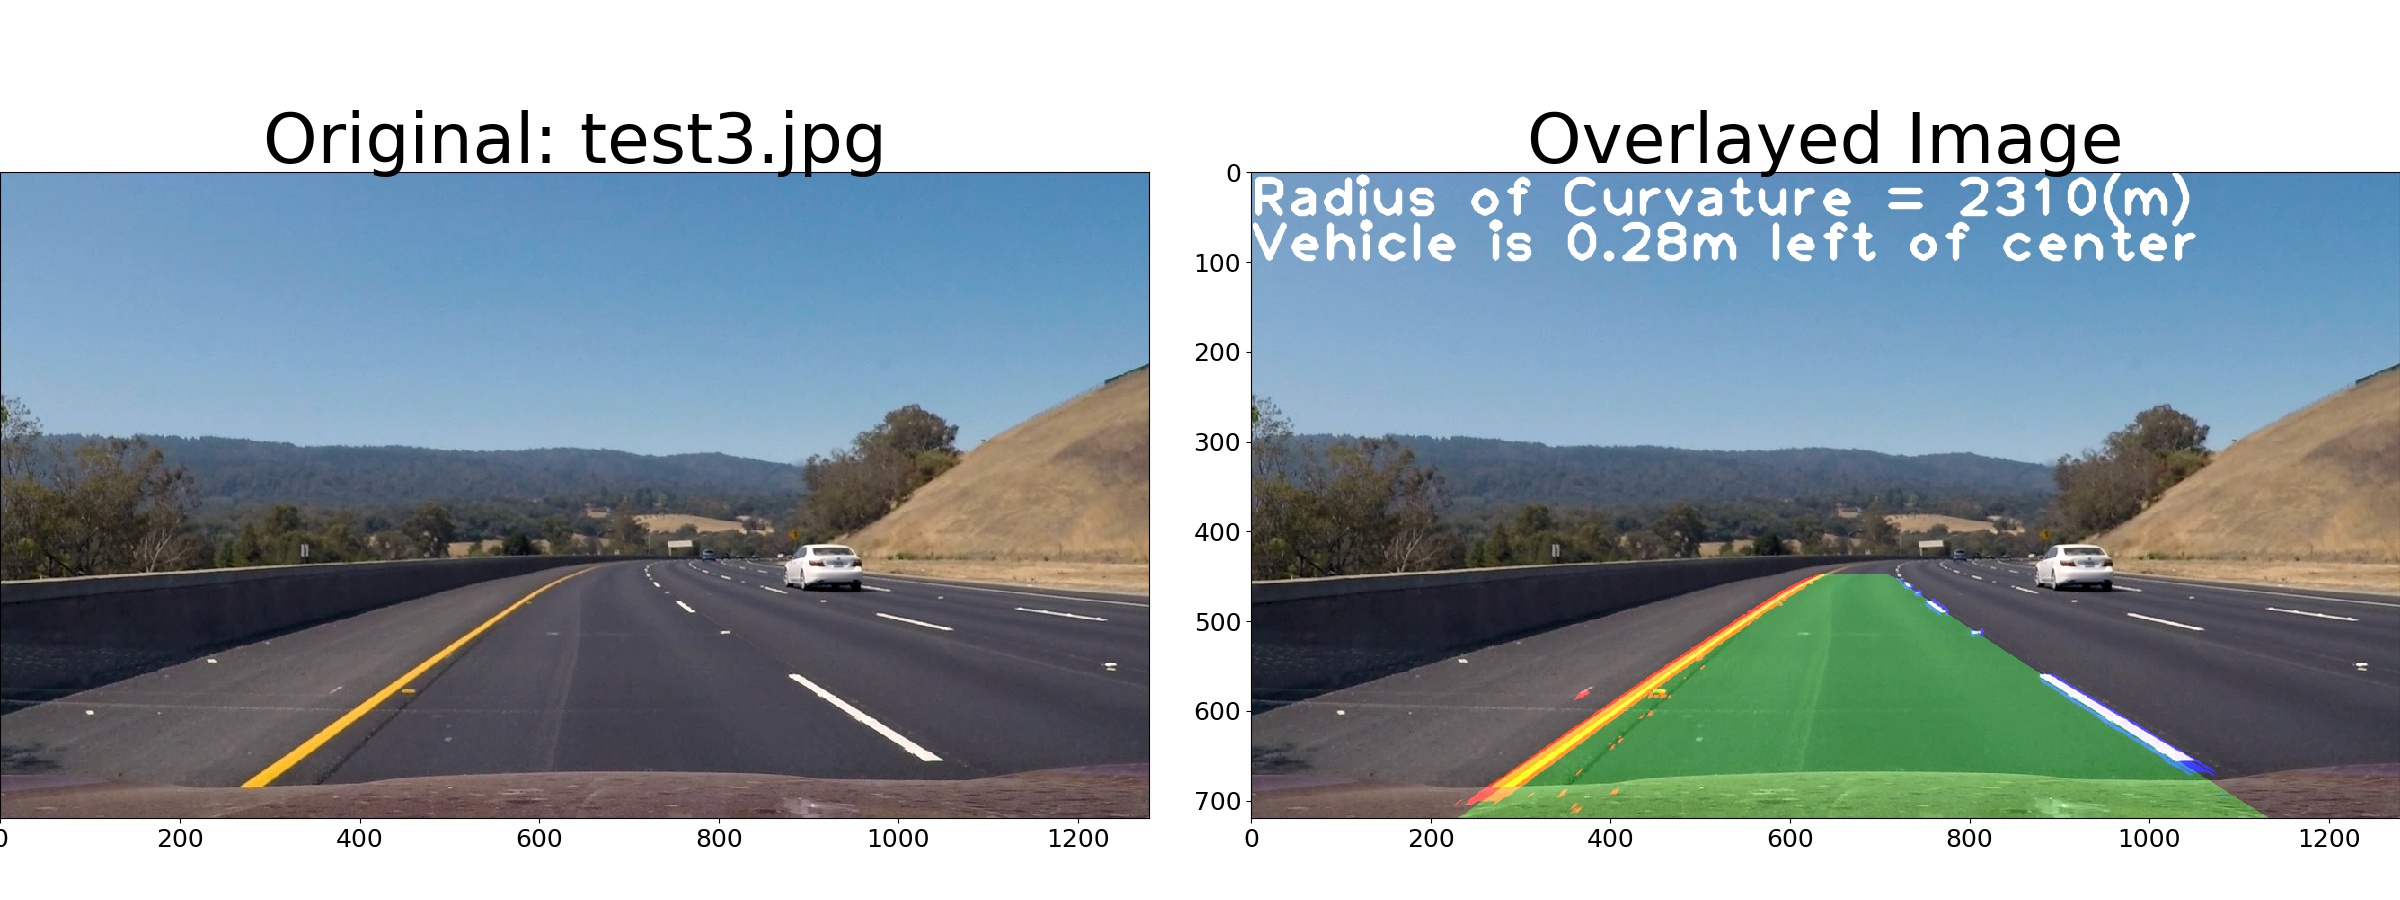 Original: test3.jpg
Overlayed Image
Radius of Curvature = 2310(m)
Vehicle is 0.28m left of center
0
100
200
300
400
500
600
700
0 200 400 600 800 1000 1200
0 200 400 600 800 1000 1200